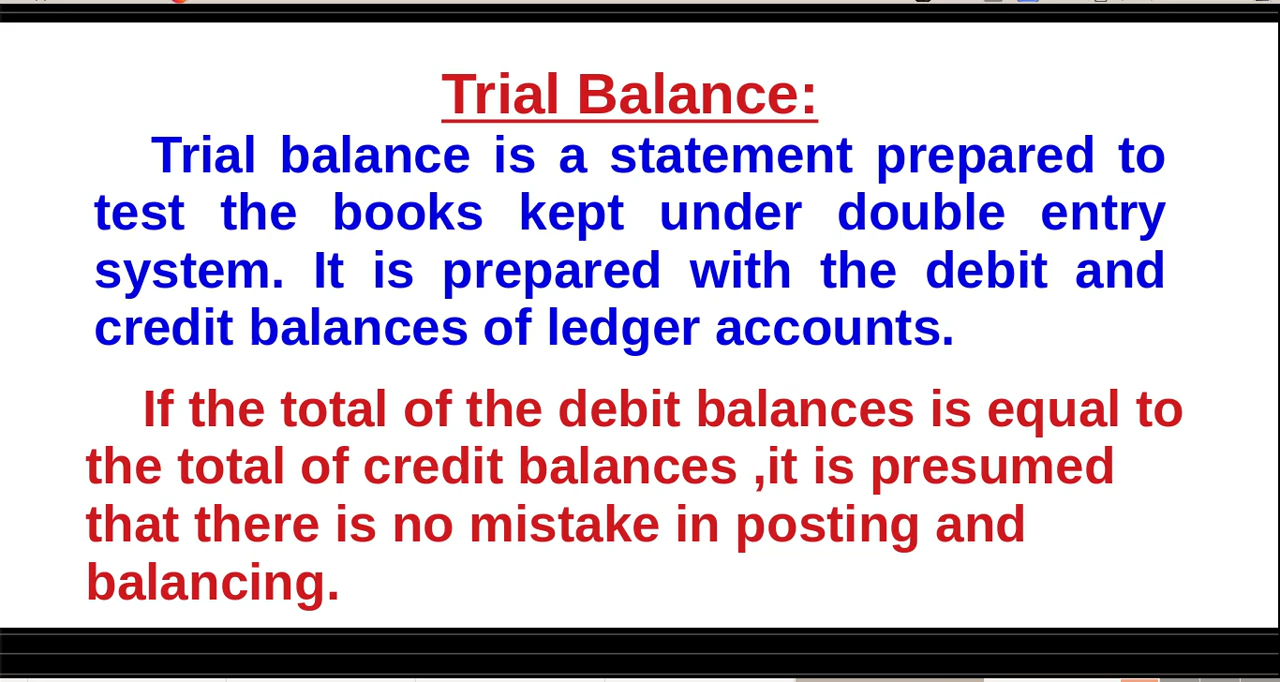 Trial Balance:
Trial balance is a statement prepared to
test the books kept under double entry
system. It is prepared with the debit and
credit balances of ledger accounts.
If the total of the debit balances is equal to
the total of credit balances ,it is presumed
that there is no mistake in posting and
balancing.